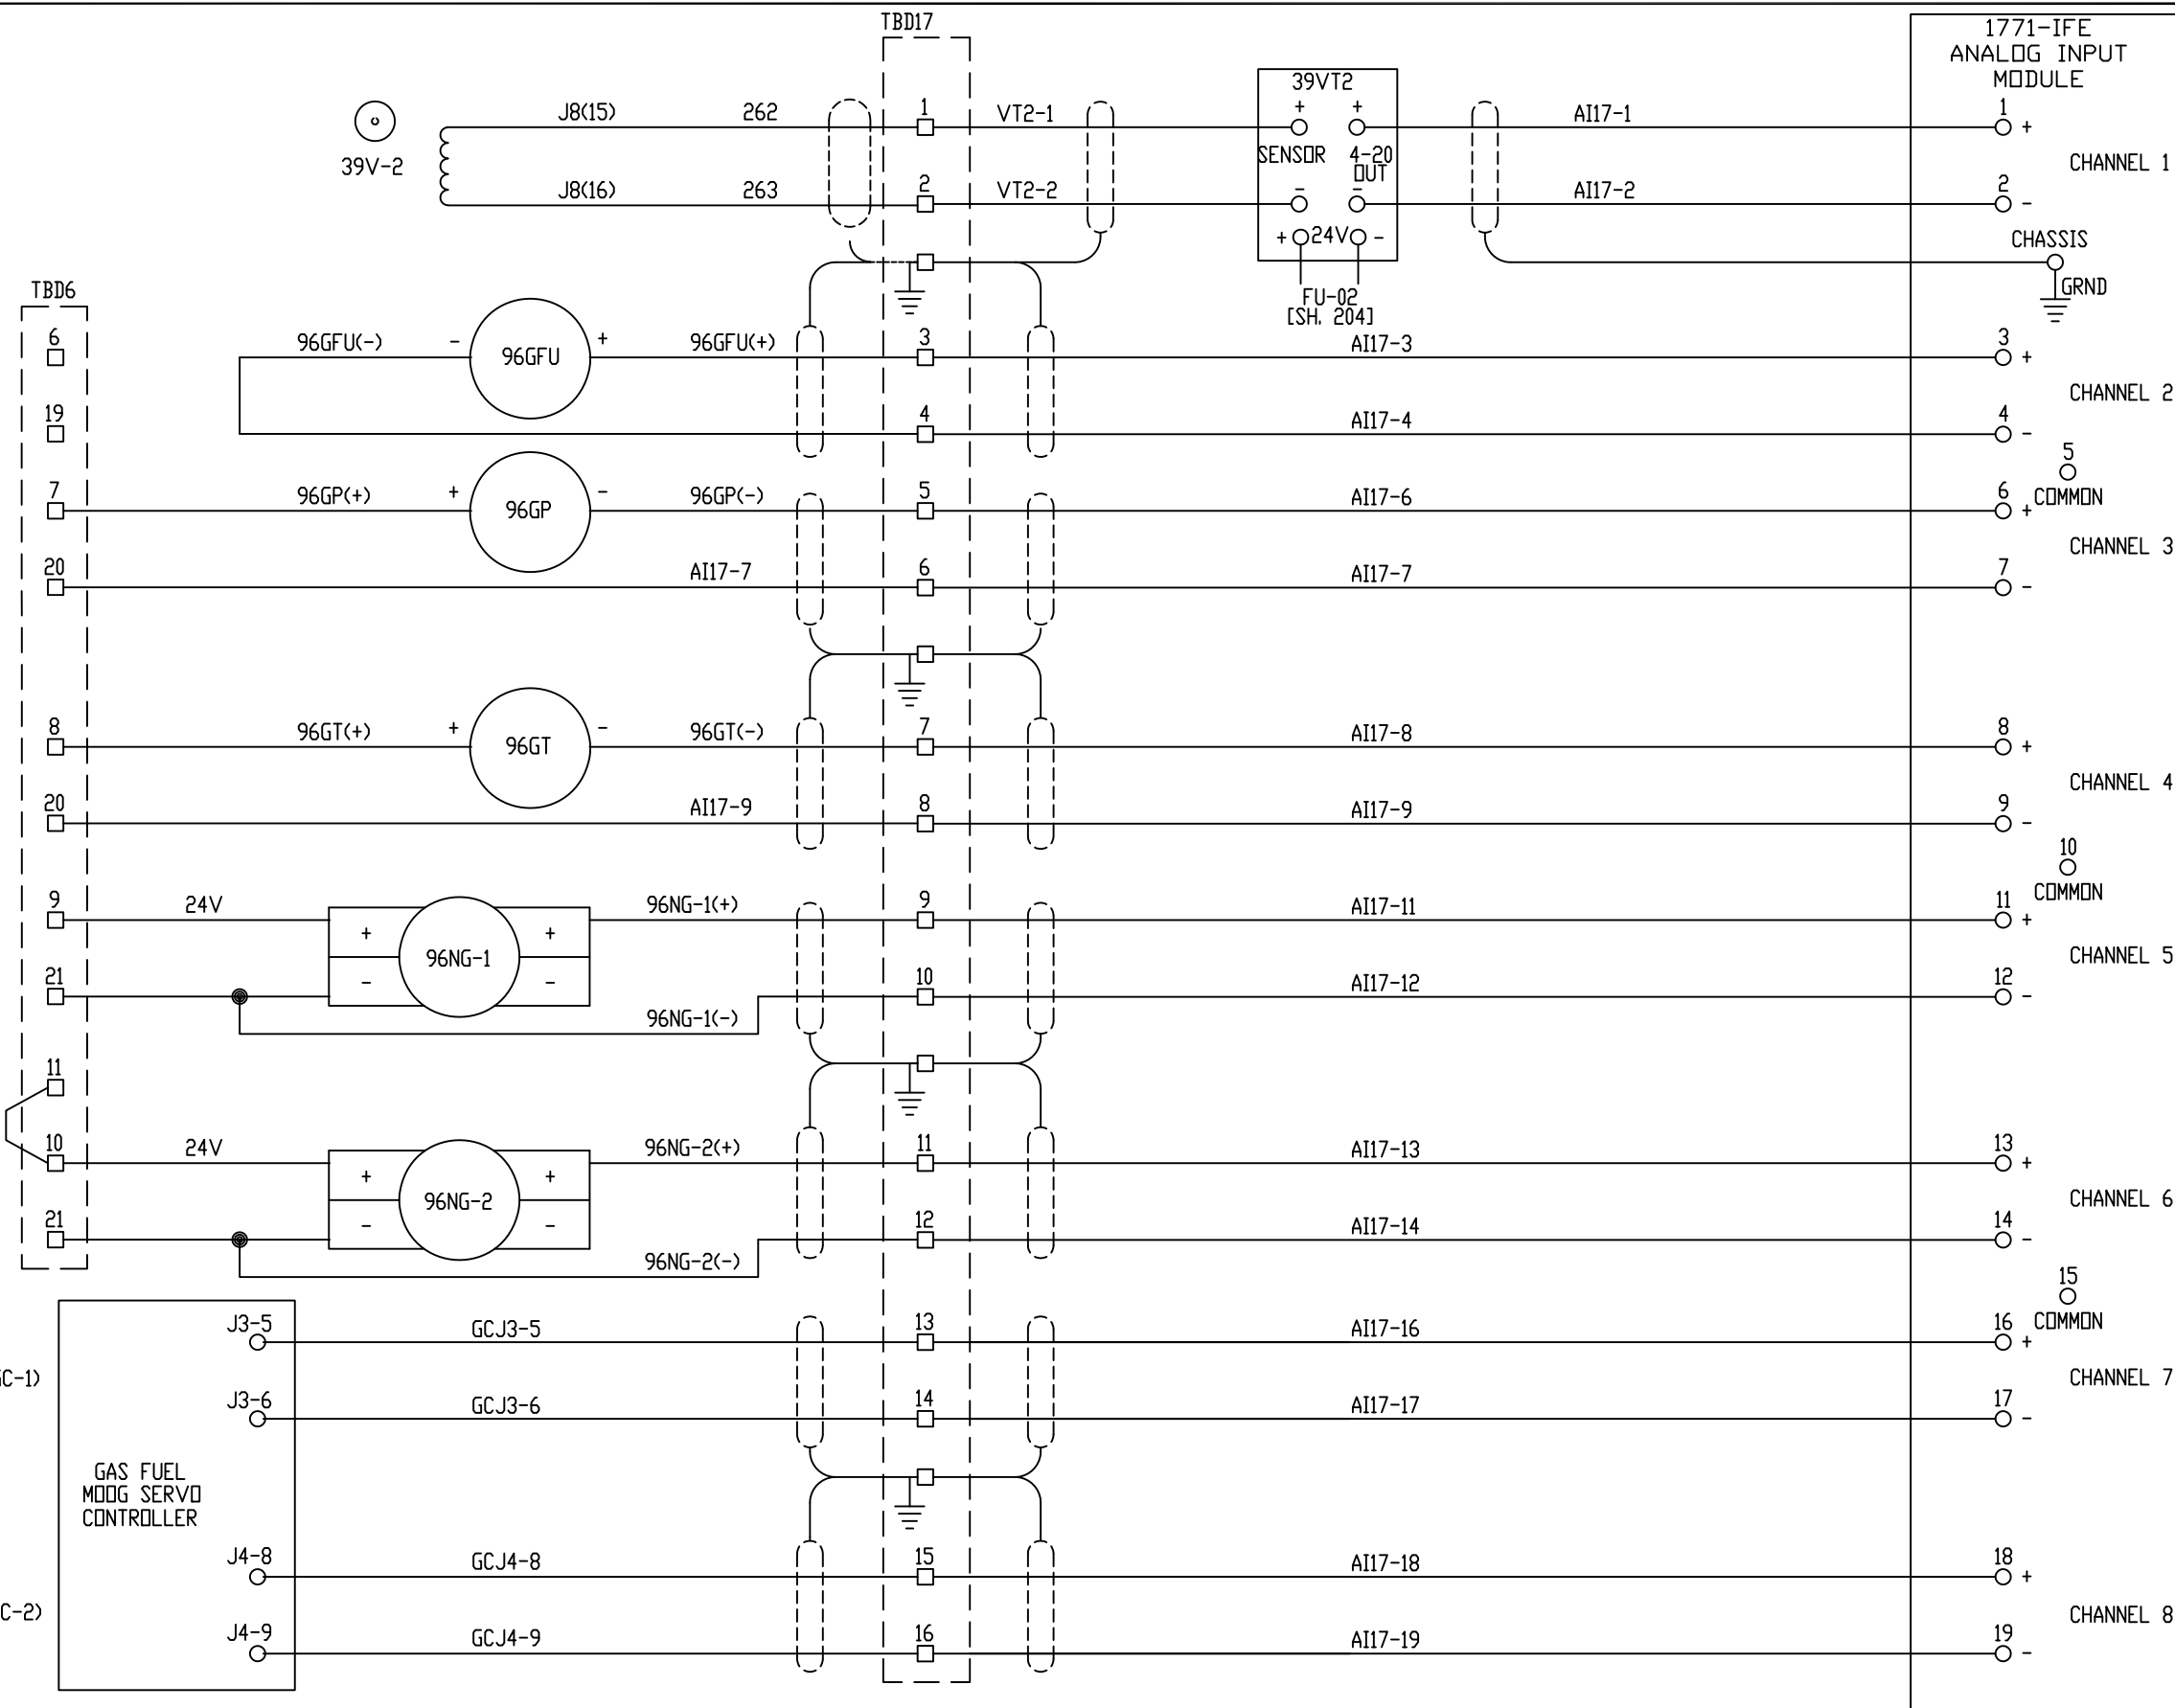 TBD17
1771-IFE
ANALOG INPUT
MODULE
39VT2
+ +
39V-2
J8(15) 262 1 VT2-1 AI17-1 1 +
SENSOR 4-20
OUT
CHANNEL 1
J8(16) 263 2 VT2-2 - - AI17-2 2 -
+ 24V -
CHASSIS
GRND
FU-02
[SH. 204]
TBD6
6 96GFU(-) - 96GFU + 96GFU(+) 3 AI17-3 3 +
CHANNEL 2
19 4 AI17-4 4 -
5
COMMON
7 96GP(+) + 96GP - 96GP(-) 5 AI17-6 6 +
CHANNEL 3
20 AI17-7 6 AI17-7 7 -
8 96GT(+) + 96GT - 96GT(-) 7 AI17-8 8 +
CHANNEL 4
20 AI17-9 8 AI17-9 9 -
10
COMMON
9 24V 96NG-1(+) 9 AI17-11 11 +
+ +
96NG-1
CHANNEL 5
- -
21 10 AI17-12 12 -
96NG-1(-)
11
10 24V 96NG-2(+) 11 AI17-13 13 +
+ +
96NG-2
CHANNEL 6
- -
21 12 AI17-14 14 -
96NG-2(-)
15
COMMON
J3-5 GCJ3-5 13 AI17-16 16 +
C-1)
CHANNEL 7
J3-6 GCJ3-6 14 AI17-17 17 -
GAS FUEL
MOOG SERVO
CONTROLLER
J4-8 GCJ4-8 15 AI17-18 18 +
C-2)
CHANNEL 8
J4-9 GCJ4-9 16 AI17-19 19 -